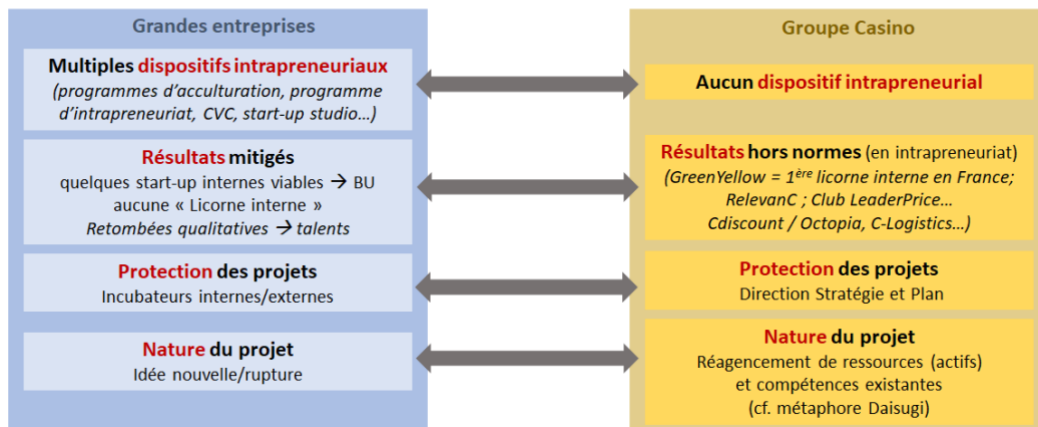 Grandes entreprises
Multiples dispositifs intrapreneuriaux
(programmes d'acculturation, programme
d'intrapreneuriat, CVC, start-up studio…)
Résultats mitigés
quelques start-up internes viables → BU
aucune « Licorne interne »
Retombées qualitatives → talents
Protection des projets
Incubateurs internes/externes
Nature du projet
Idée nouvelle/rupture
Groupe Casino
Aucun dispositif intrapreneurial
Résultats hors normes (en intrapreneuriat)
(GreenYellow = 1ère licorne interne en France;
RelevanC ; Club LeaderPrice…
Cdiscount / Octopia, C-Logistics…)
Protection des projets
Direction Stratégie et Plan
Nature du projet
Réagencement de ressources (actifs)
et compétences existantes
(cf. métaphore Daisugi)